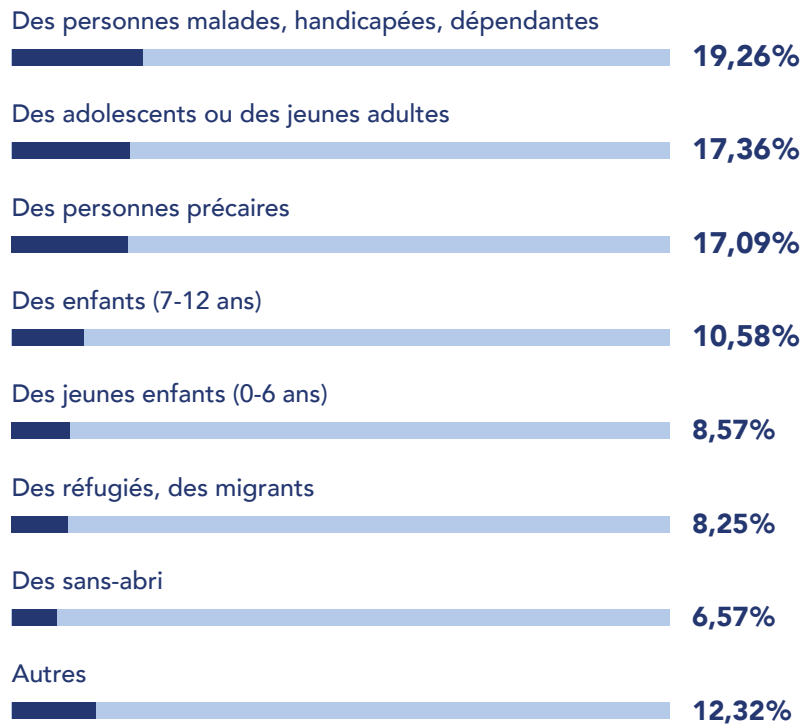 Des personnes malades, handicapées, dépendantes
19,26%
Des adolescents ou des jeunes adultes
17,36%
Des personnes précaires
17,09%
Des enfants (7-12 ans)
10,58%
Des jeunes enfants (0-6 ans)
8,57%
Des réfugiés, des migrants
8,25%
Des sans-abri
6,57%
Autres
12,32%